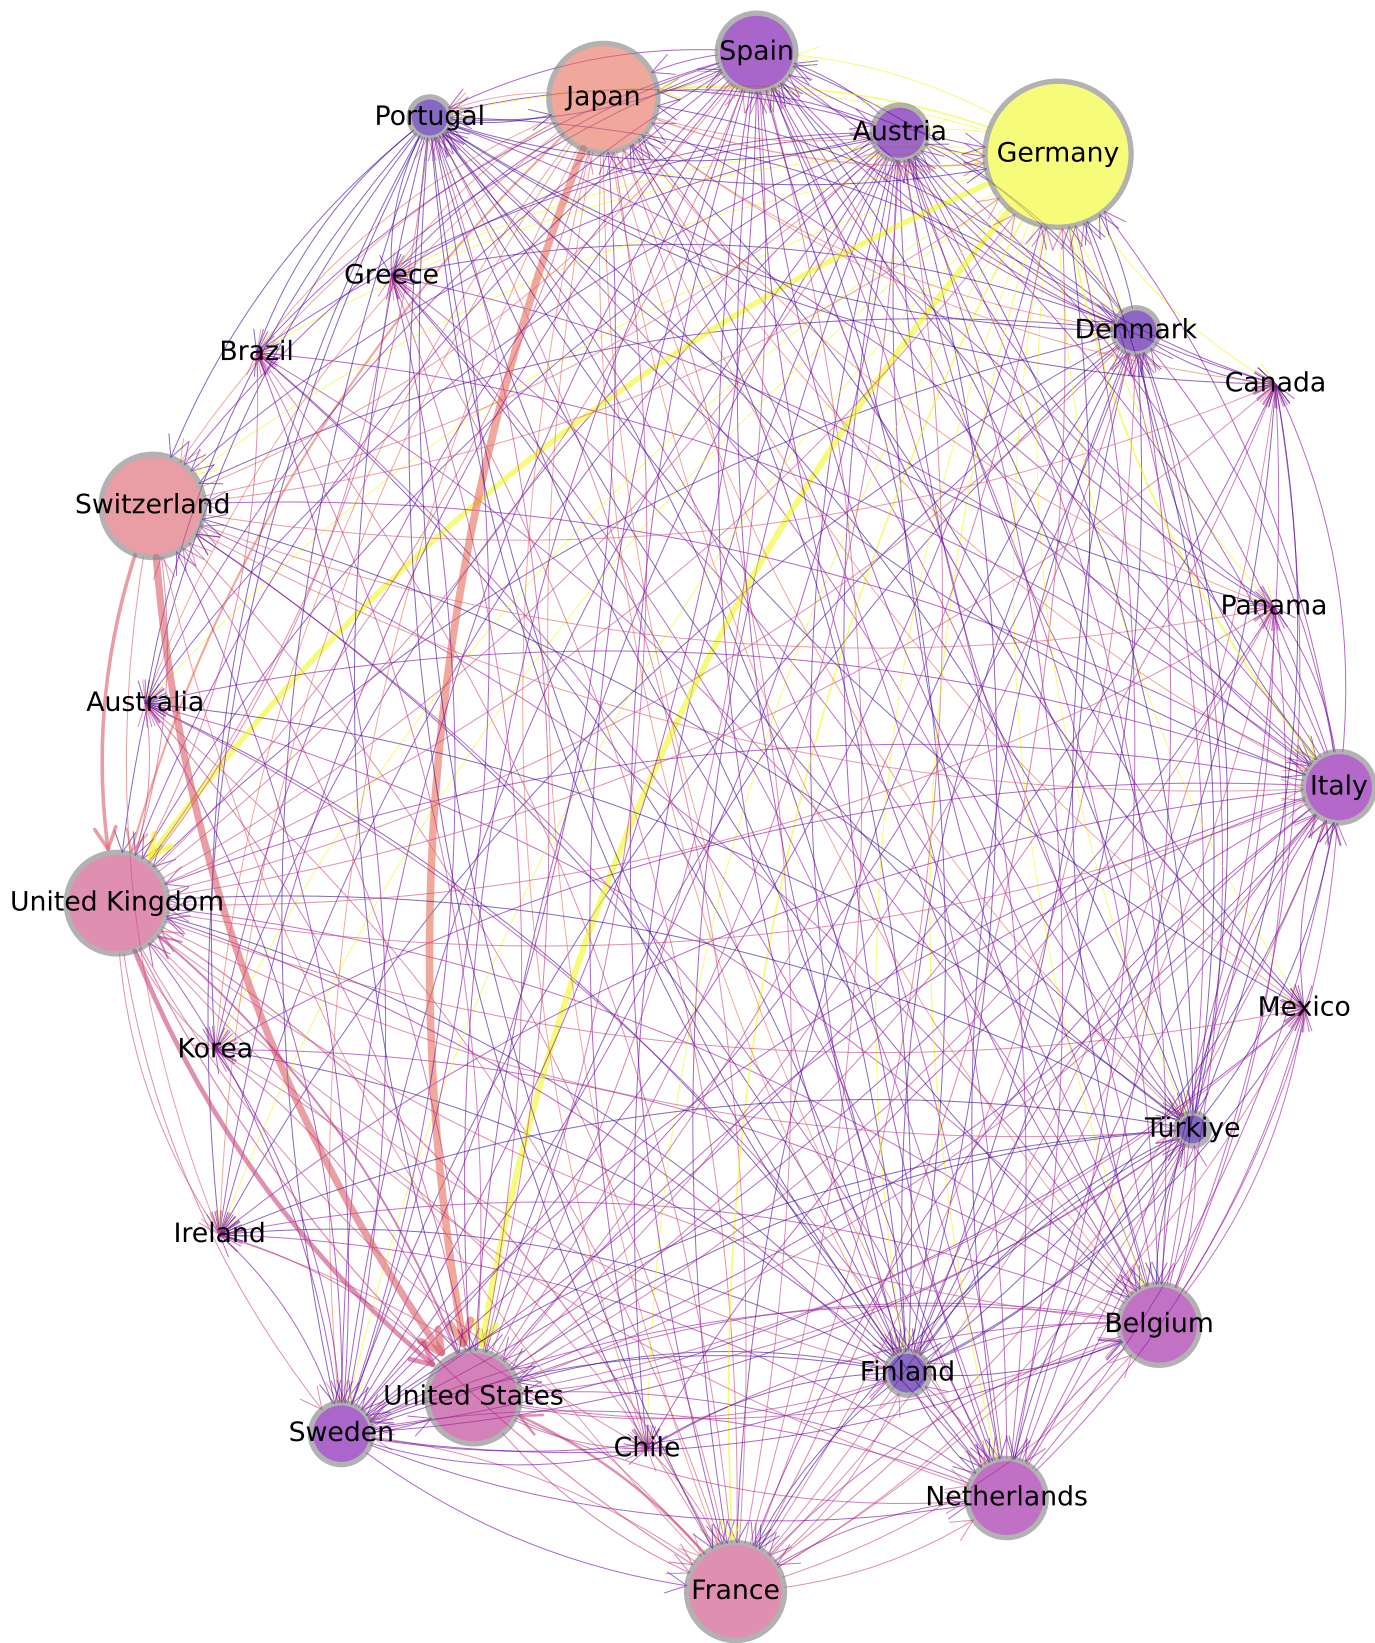 Spain
Japan
Portugal
Austria
Germany
Greece
Denmark
Brazil
Canada
Switzerland
Panama
Australia
Italy
United Kingdom
Mexico
Korea
Türkiye
Ireland
Belgium
Finland
United States
Sweden
Chile
Netherlands
France